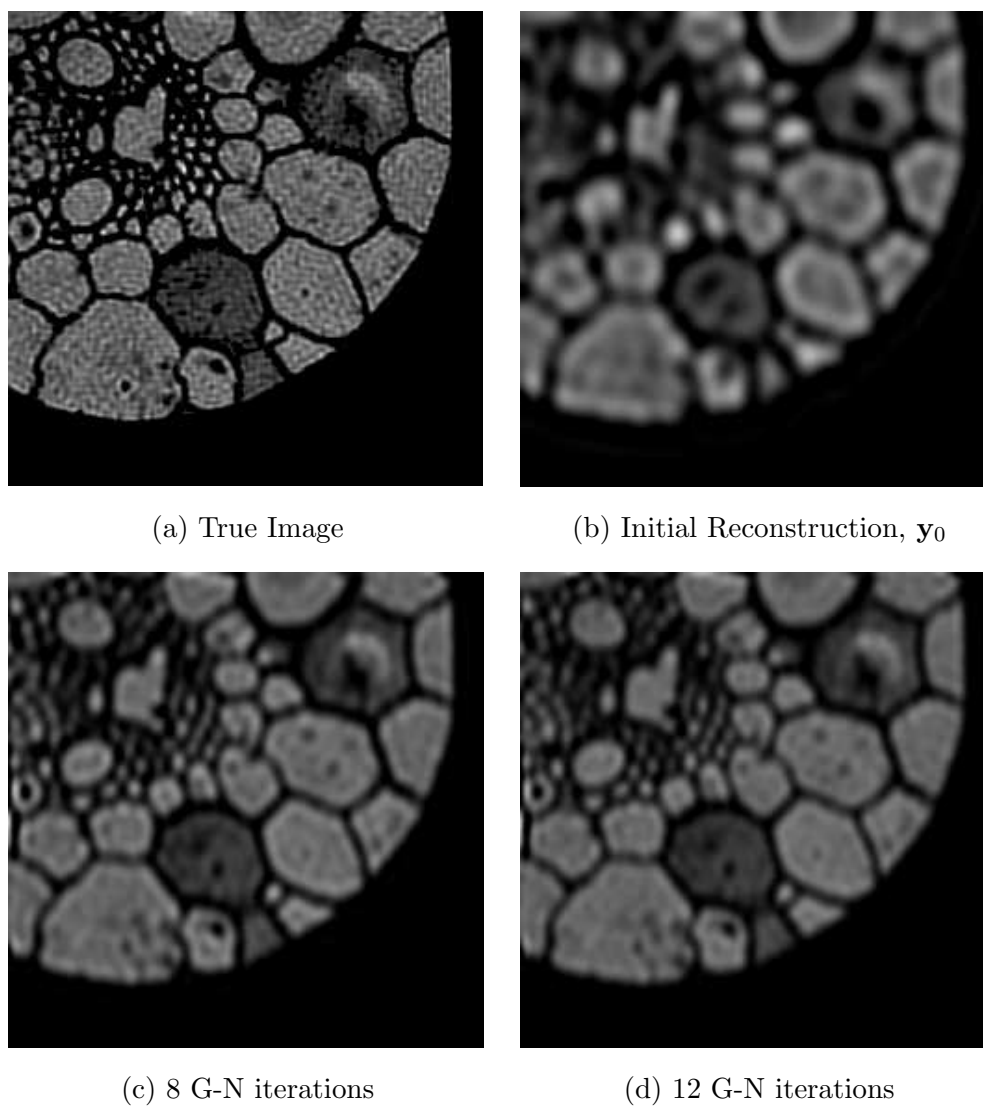 (a) True Image
(b) Initial Reconstruction, y₀
(c) 8 G-N iterations
(d) 12 G-N iterations